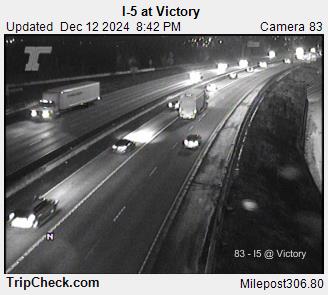 I-5 at Victory
Updated  Dec 12 2024  8:42 PM
Camera 83
T
N
83 - I5 @ Victory
TripCheck.com
Milepost306.80